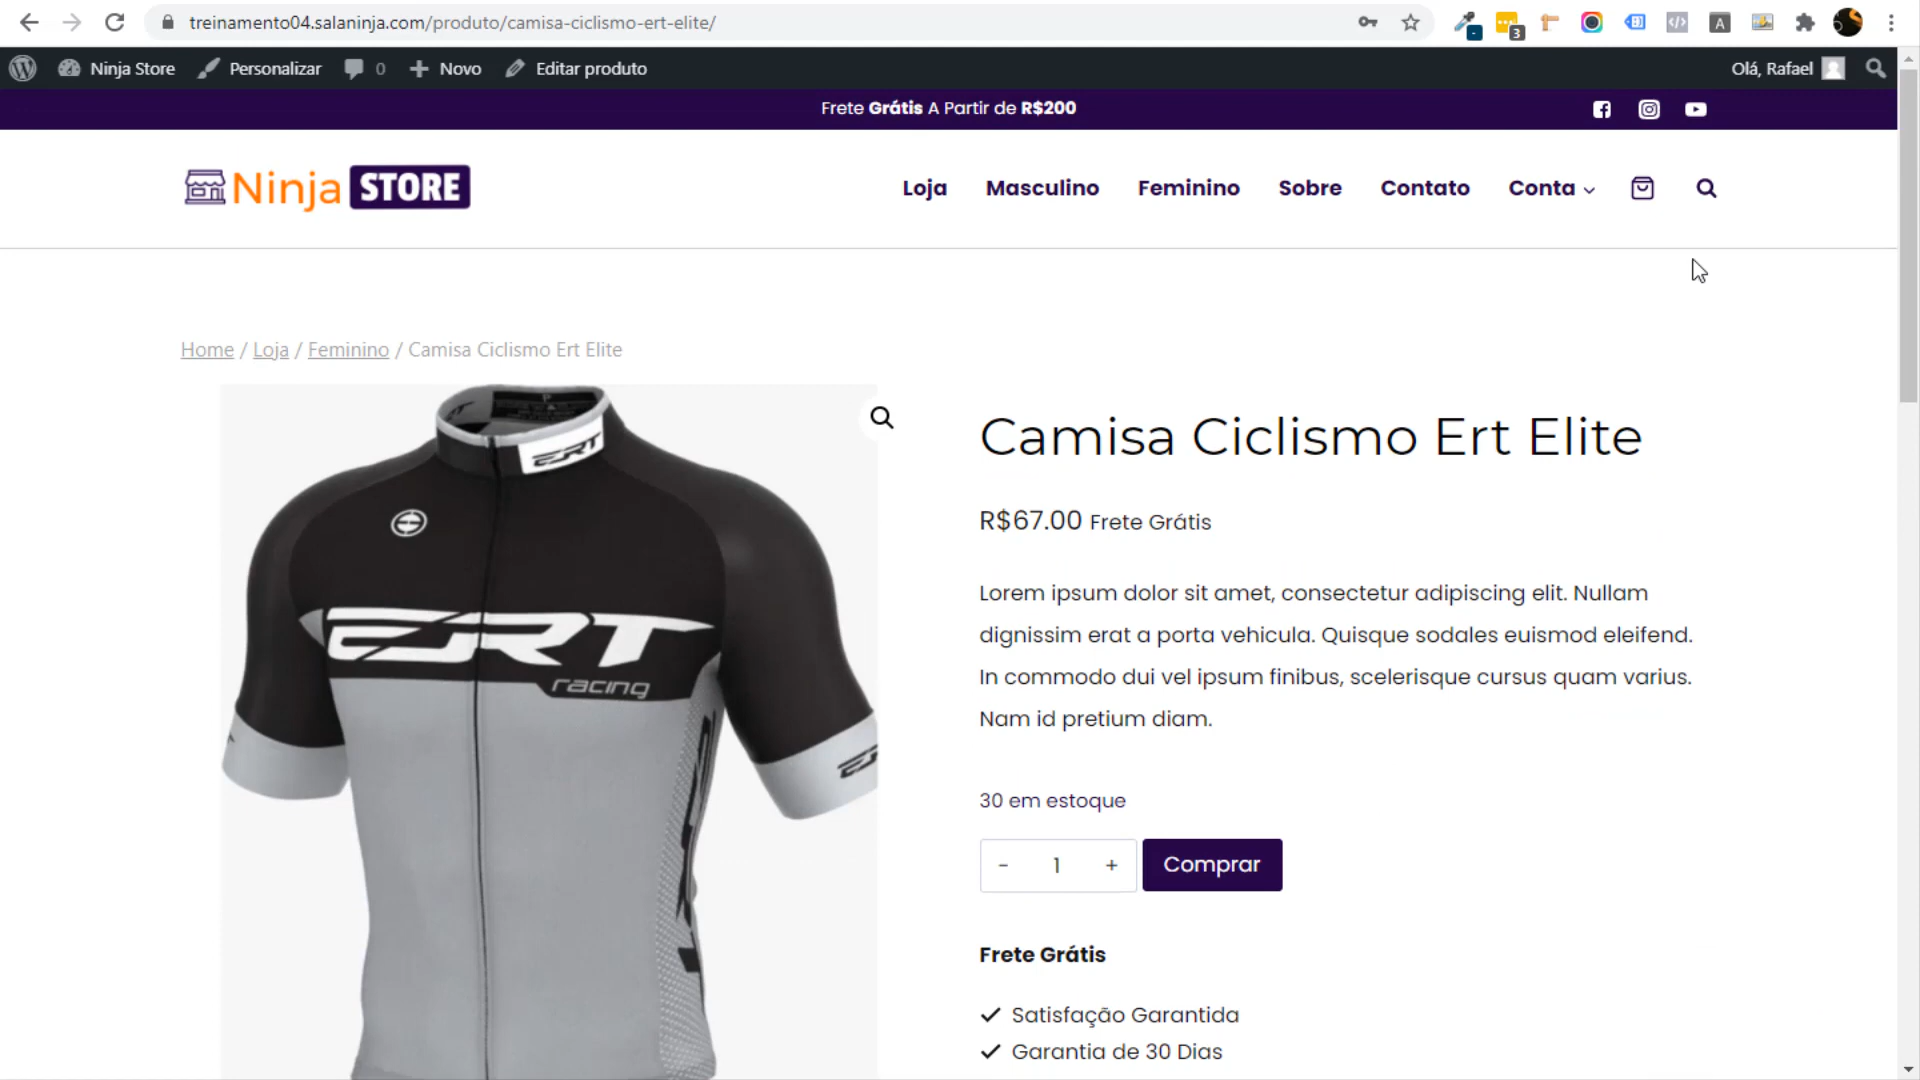 treinamento04.salaninja.com/produto/camisa-ciclismo-ert-elite/
3
A
Ninja Store
Personalizar
0
Novo
Editar produto
Olá, Rafael
Frete Grátis A Partir de R$200
Ninja STORE
Loja
Masculino
Feminino
Sobre
Contato
Conta
Home / Loja / Feminino / Camisa Ciclismo Ert Elite
ERT
ERT
racing
Camisa Ciclismo Ert Elite
R$67.00 Frete Grátis
Lorem ipsum dolor sit amet, consectetur adipiscing elit. Nullam
dignissim erat a porta vehicula. Quisque sodales euismod eleifend.
In commodo dui vel ipsum finibus, scelerisque cursus quam varius.
Nam id pretium diam.
30 em estoque
- 1 +
Comprar
Frete Grátis
Satisfação Garantida
Garantia de 30 Dias